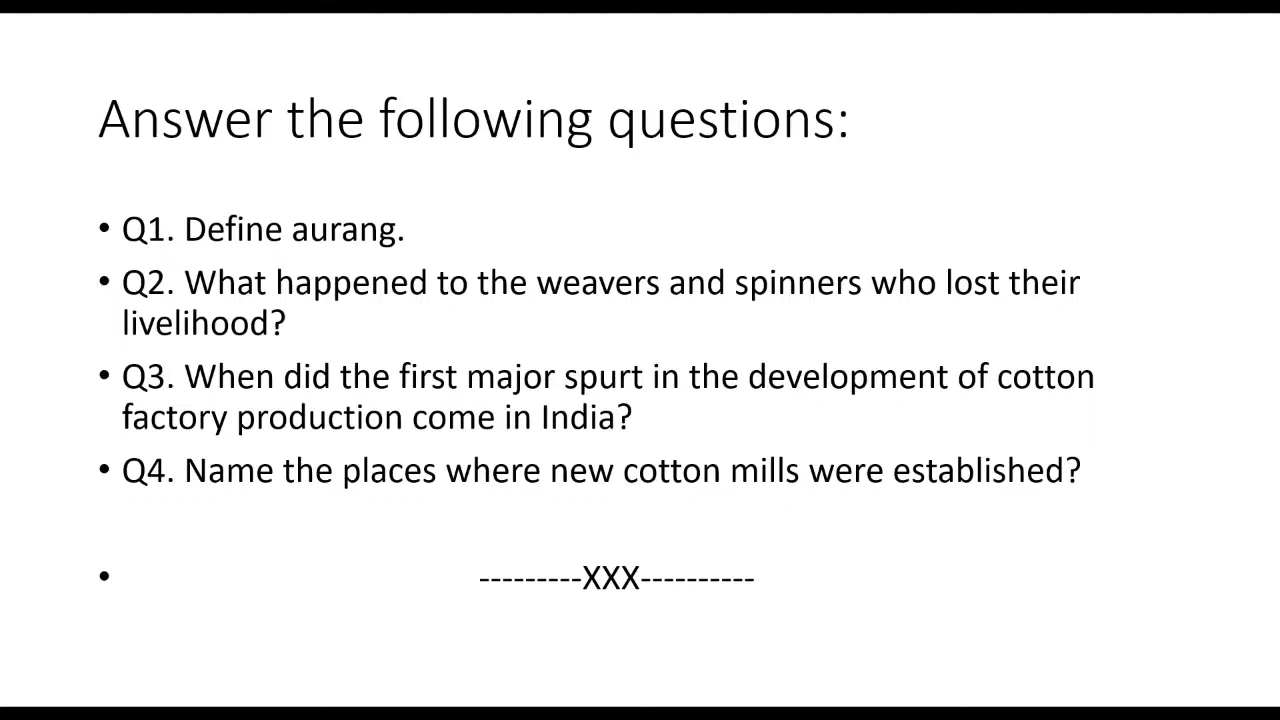 Answer the following questions:
• Q1. Define aurang.
• Q2. What happened to the weavers and spinners who lost their
livelihood?
• Q3. When did the first major spurt in the development of cotton
factory production come in India?
• Q4. Name the places where new cotton mills were established?
• ---------XXX----------